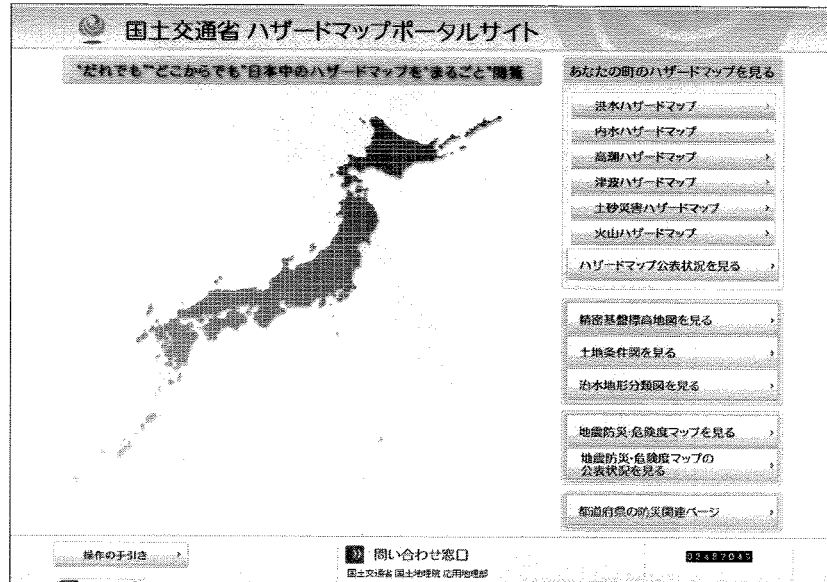 国土交通省 ハザードマップポータルサイト
"だれでも""どこからでも"日本中のハザードマップを"まるごと"閲覧
あなたの町のハザードマップを見る
洪水ハザードマップ
内水ハザードマップ
高潮ハザードマップ
津波ハザードマップ
土砂災害ハザードマップ
火山ハザードマップ
ハザードマップ公表状況を見る
精密基盤標高地図を見る
土地条件図を見る
治水地形分類図を見る
地震防災・危険度マップを見る
地震防災・危険度マップの
公表状況を見る
都道府県の防災関連ページ
操作の手引き
問い合わせ窓口
国土交通省 国土地理院 応用地理部